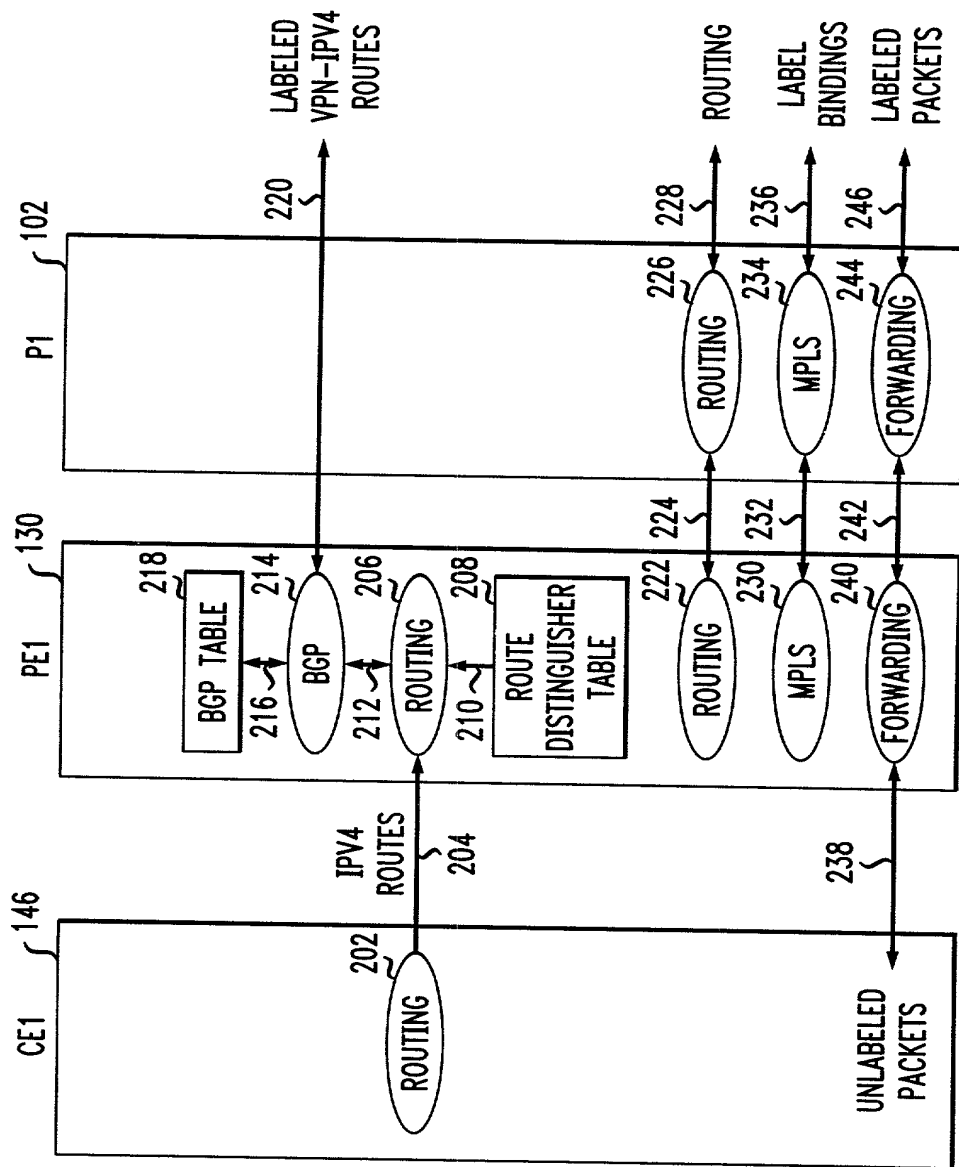 CE1
146
ROUTING
202
UNLABELED
PACKETS
IPV4
ROUTES
204
238
PE1
130
BGP TABLE
218
216
BGP
214
212
ROUTING
206
210
ROUTE
DISTINGUISHER
TABLE
208
ROUTING
222
MPLS
230
FORWARDING
240
224
232
242
P1
102
ROUTING
226
MPLS
234
FORWARDING
244
220
LABELED
VPN-IPV4
ROUTES
228
ROUTING
236
LABEL
BINDINGS
246
LABELED
PACKETS